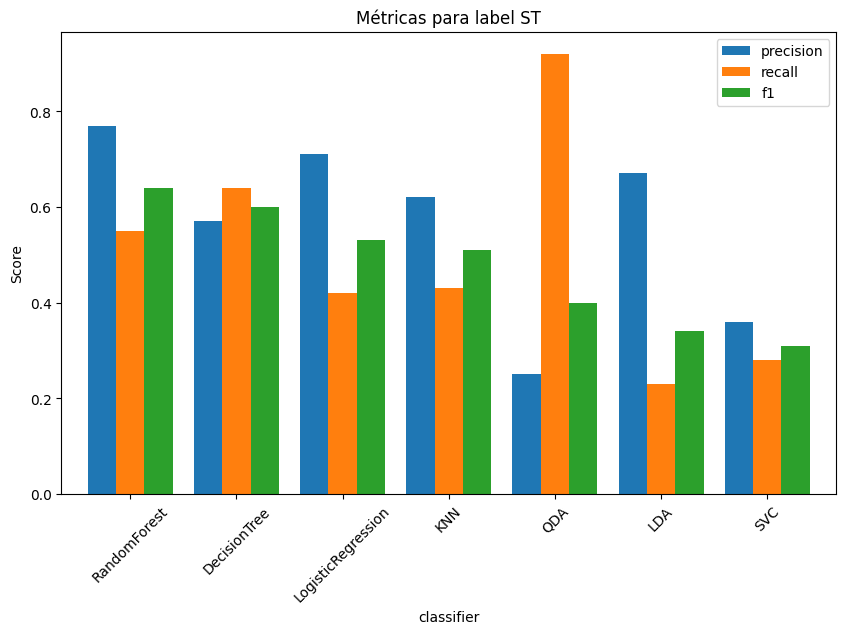 Métricas para label ST
precision
recall
f1
Score
0.8
0.6
0.4
0.2
0.0
RandomForest
DecisionTree
LogisticRegression
KNN
QDA
LDA
SVC
classifier